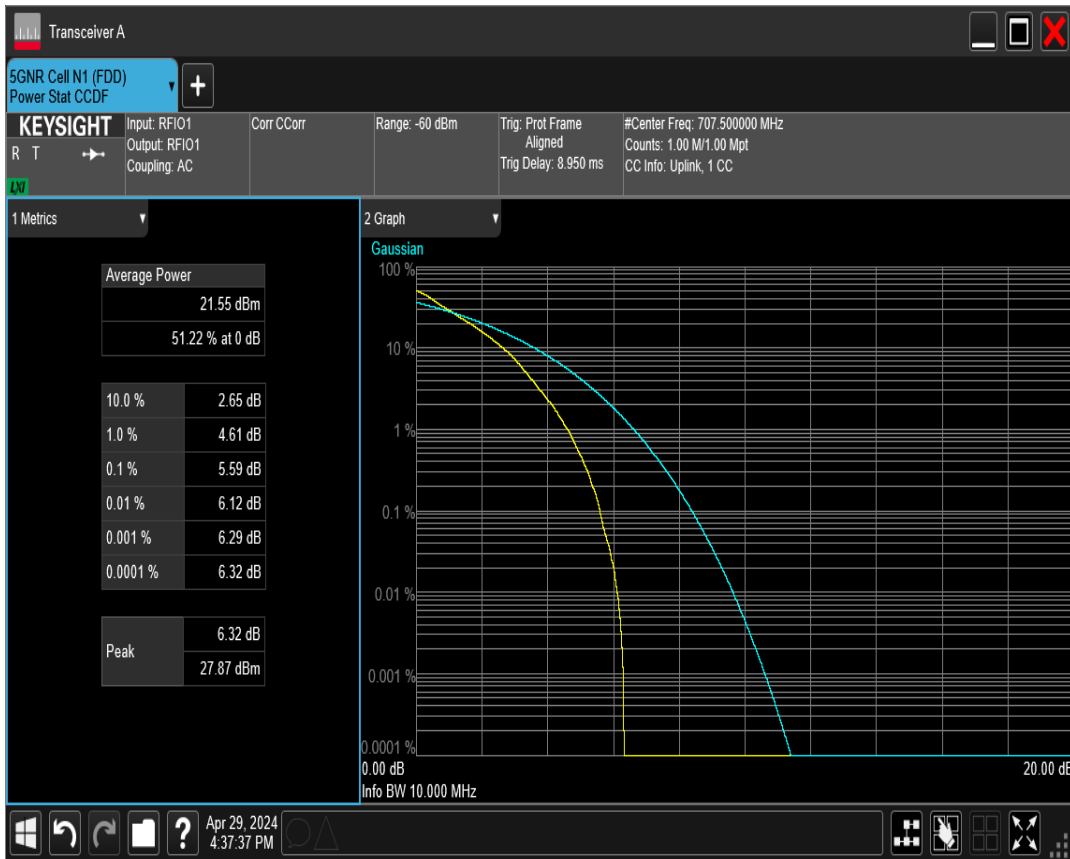 Transceiver A
5GNR Cell N1 (FDD)
Power Stat CCDF
+
KEYSIGHT
R T
LXI
Input: RFIO1
Output: RFIO1
Coupling: AC
Corr CCorr
Range: -60 dBm
Trig: Prot Frame
Aligned
Trig Delay: 8.950 ms
#Center Freq: 707.500000 MHz
Counts: 1.00 M/1.00 Mpt
CC Info: Uplink, 1 CC
1 Metrics
Average Power
21.55 dBm
51.22 % at 0 dB
10.0 % 2.65 dB
1.0 % 4.61 dB
0.1 % 5.59 dB
0.01 % 6.12 dB
0.001 % 6.29 dB
0.0001 % 6.32 dB
Peak
6.32 dB
27.87 dBm
2 Graph
Gaussian
100 %
10 %
1 %
0.1 %
0.01 %
0.001 %
0.0001 %
0.00 dB 20.00 dB
Info BW 10.000 MHz
?
Apr 29, 2024
4:37:37 PM